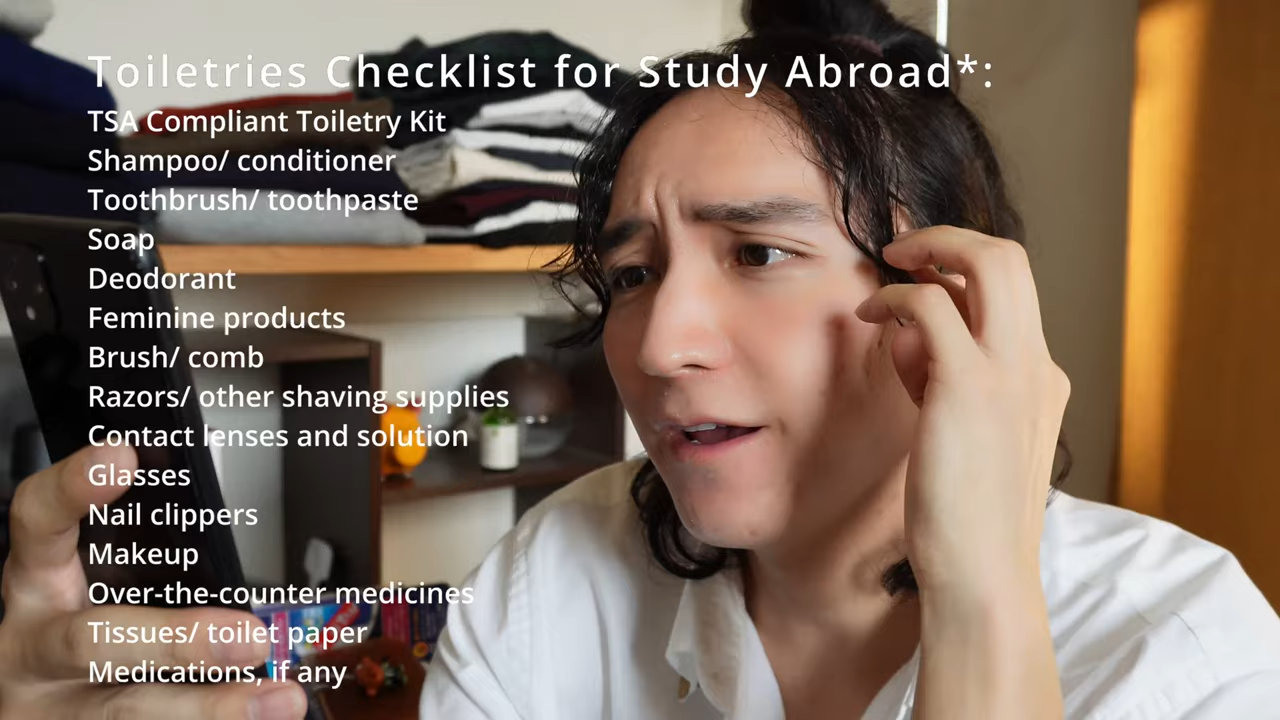 Toiletries Checklist for Study Abroad*:
TSA Compliant Toiletry Kit
Shampoo/ conditioner
Toothbrush/ toothpaste
Soap
Deodorant
Feminine products
Brush/ comb
Razors/ other shaving supplies
Contact lenses and solution
Glasses
Nail clippers
Makeup
Over-the-counter medicines
Tissues/ toilet paper
Medications, if any